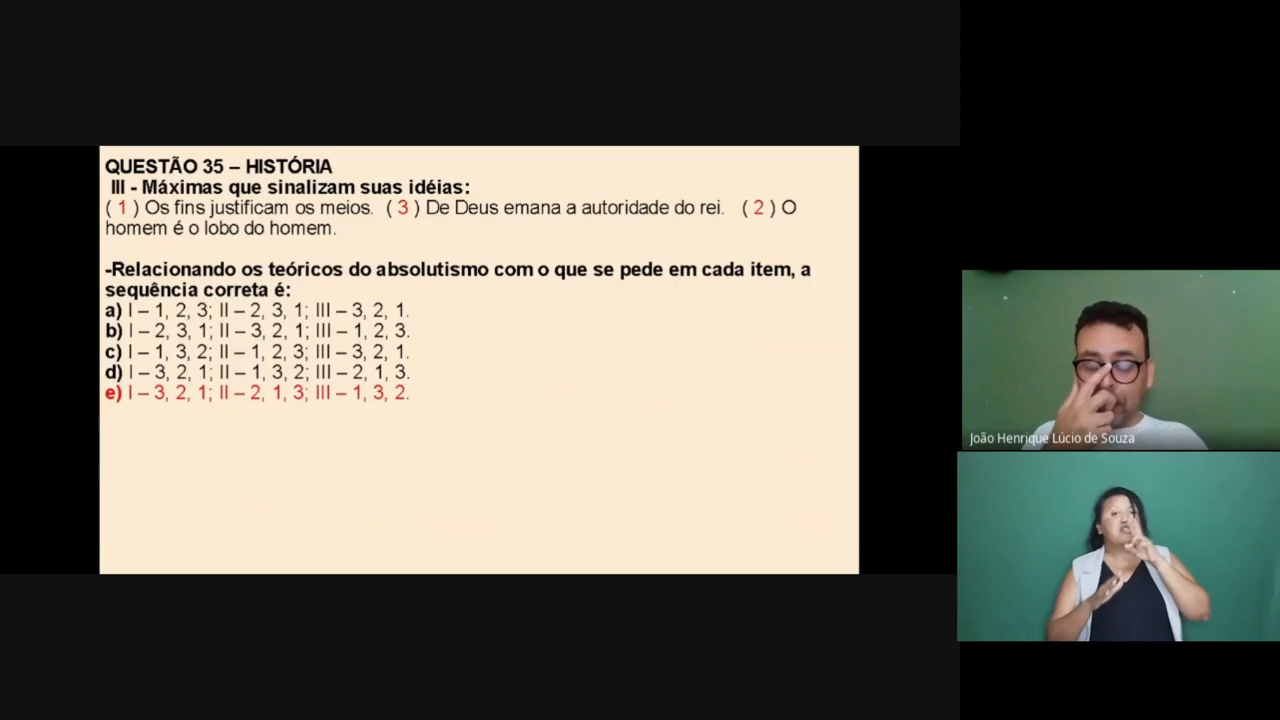 QUESTÃO 35 – HISTÓRIA
III - Máximas que sinalizam suas idéias:
( 1 ) Os fins justificam os meios. ( 3 ) De Deus emana a autoridade do rei. ( 2 ) O
homem é o lobo do homem.
-Relacionando os teóricos do absolutismo com o que se pede em cada item, a
sequência correta é:
a) I – 1, 2, 3; II – 2, 3, 1; III – 3, 2, 1.
b) I – 2, 3, 1; II – 3, 2, 1; III – 1, 2, 3.
c) I – 1, 3, 2; II – 1, 2, 3; III – 3, 2, 1.
d) I – 3, 2, 1; II – 1, 3, 2; III – 2, 1, 3.
e) I – 3, 2, 1; II – 2, 1, 3; III – 1, 3, 2.
João Henrique Lúcio de Souza